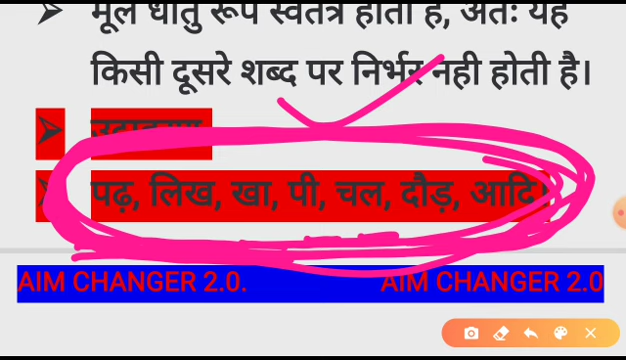 ➤ मूल धातु रूप स्वतंत्र होता है, अतः यह
किसी दूसरे शब्द पर निर्भर नही होती है।
➤
➤ पढ़, लिख, खा, पी, चल, दौड़, आदि।
AIM CHANGER 2.0. AIM CHANGER 2.0